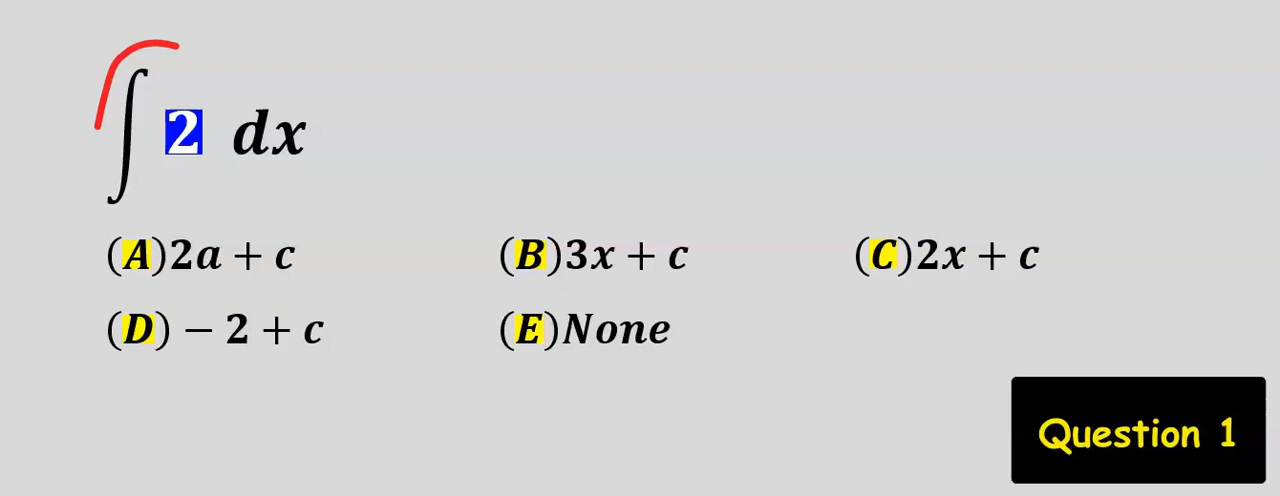 ∫ 2 dx
(A)2a + c (B)3x + c (C)2x + c
(D) − 2 + c (E)None
Question 1